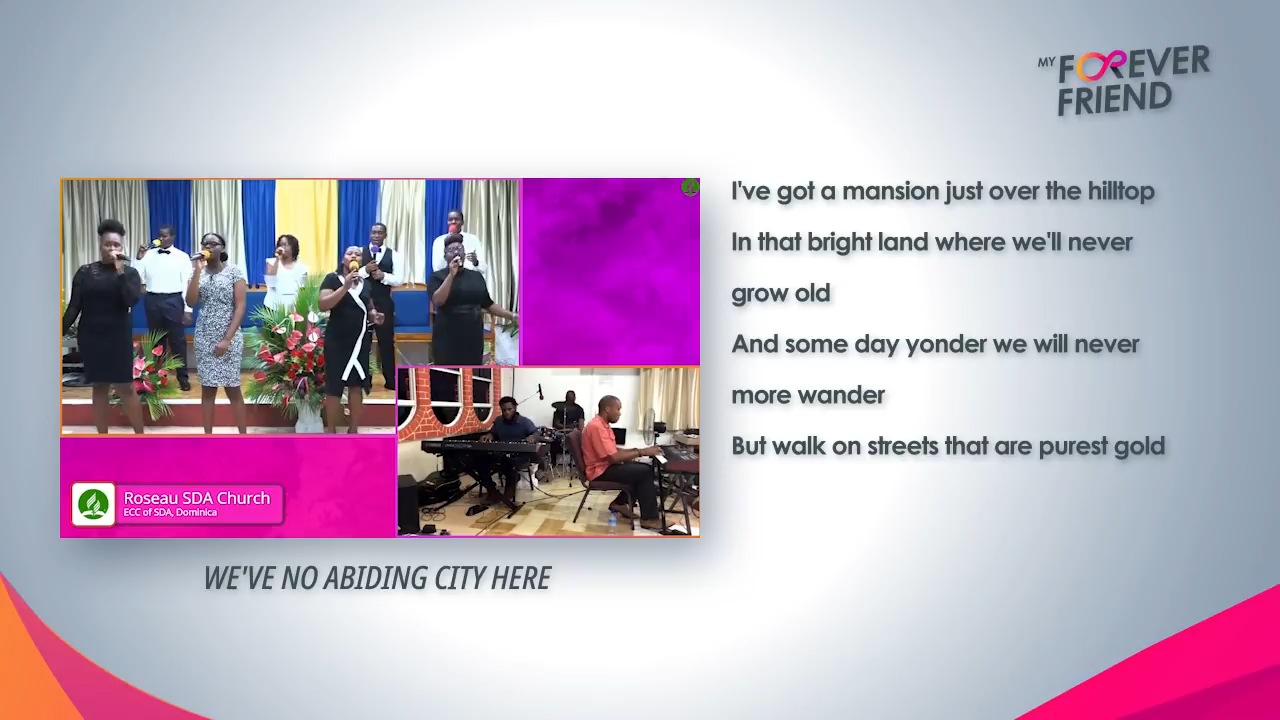 MY FOREVER
FRIEND
I've got a mansion just over the hilltop
In that bright land where we'll never
grow old
And some day yonder we will never
more wander
But walk on streets that are purest gold
Roseau SDA Church
ECC of SDA, Dominica
WE'VE NO ABIDING CITY HERE